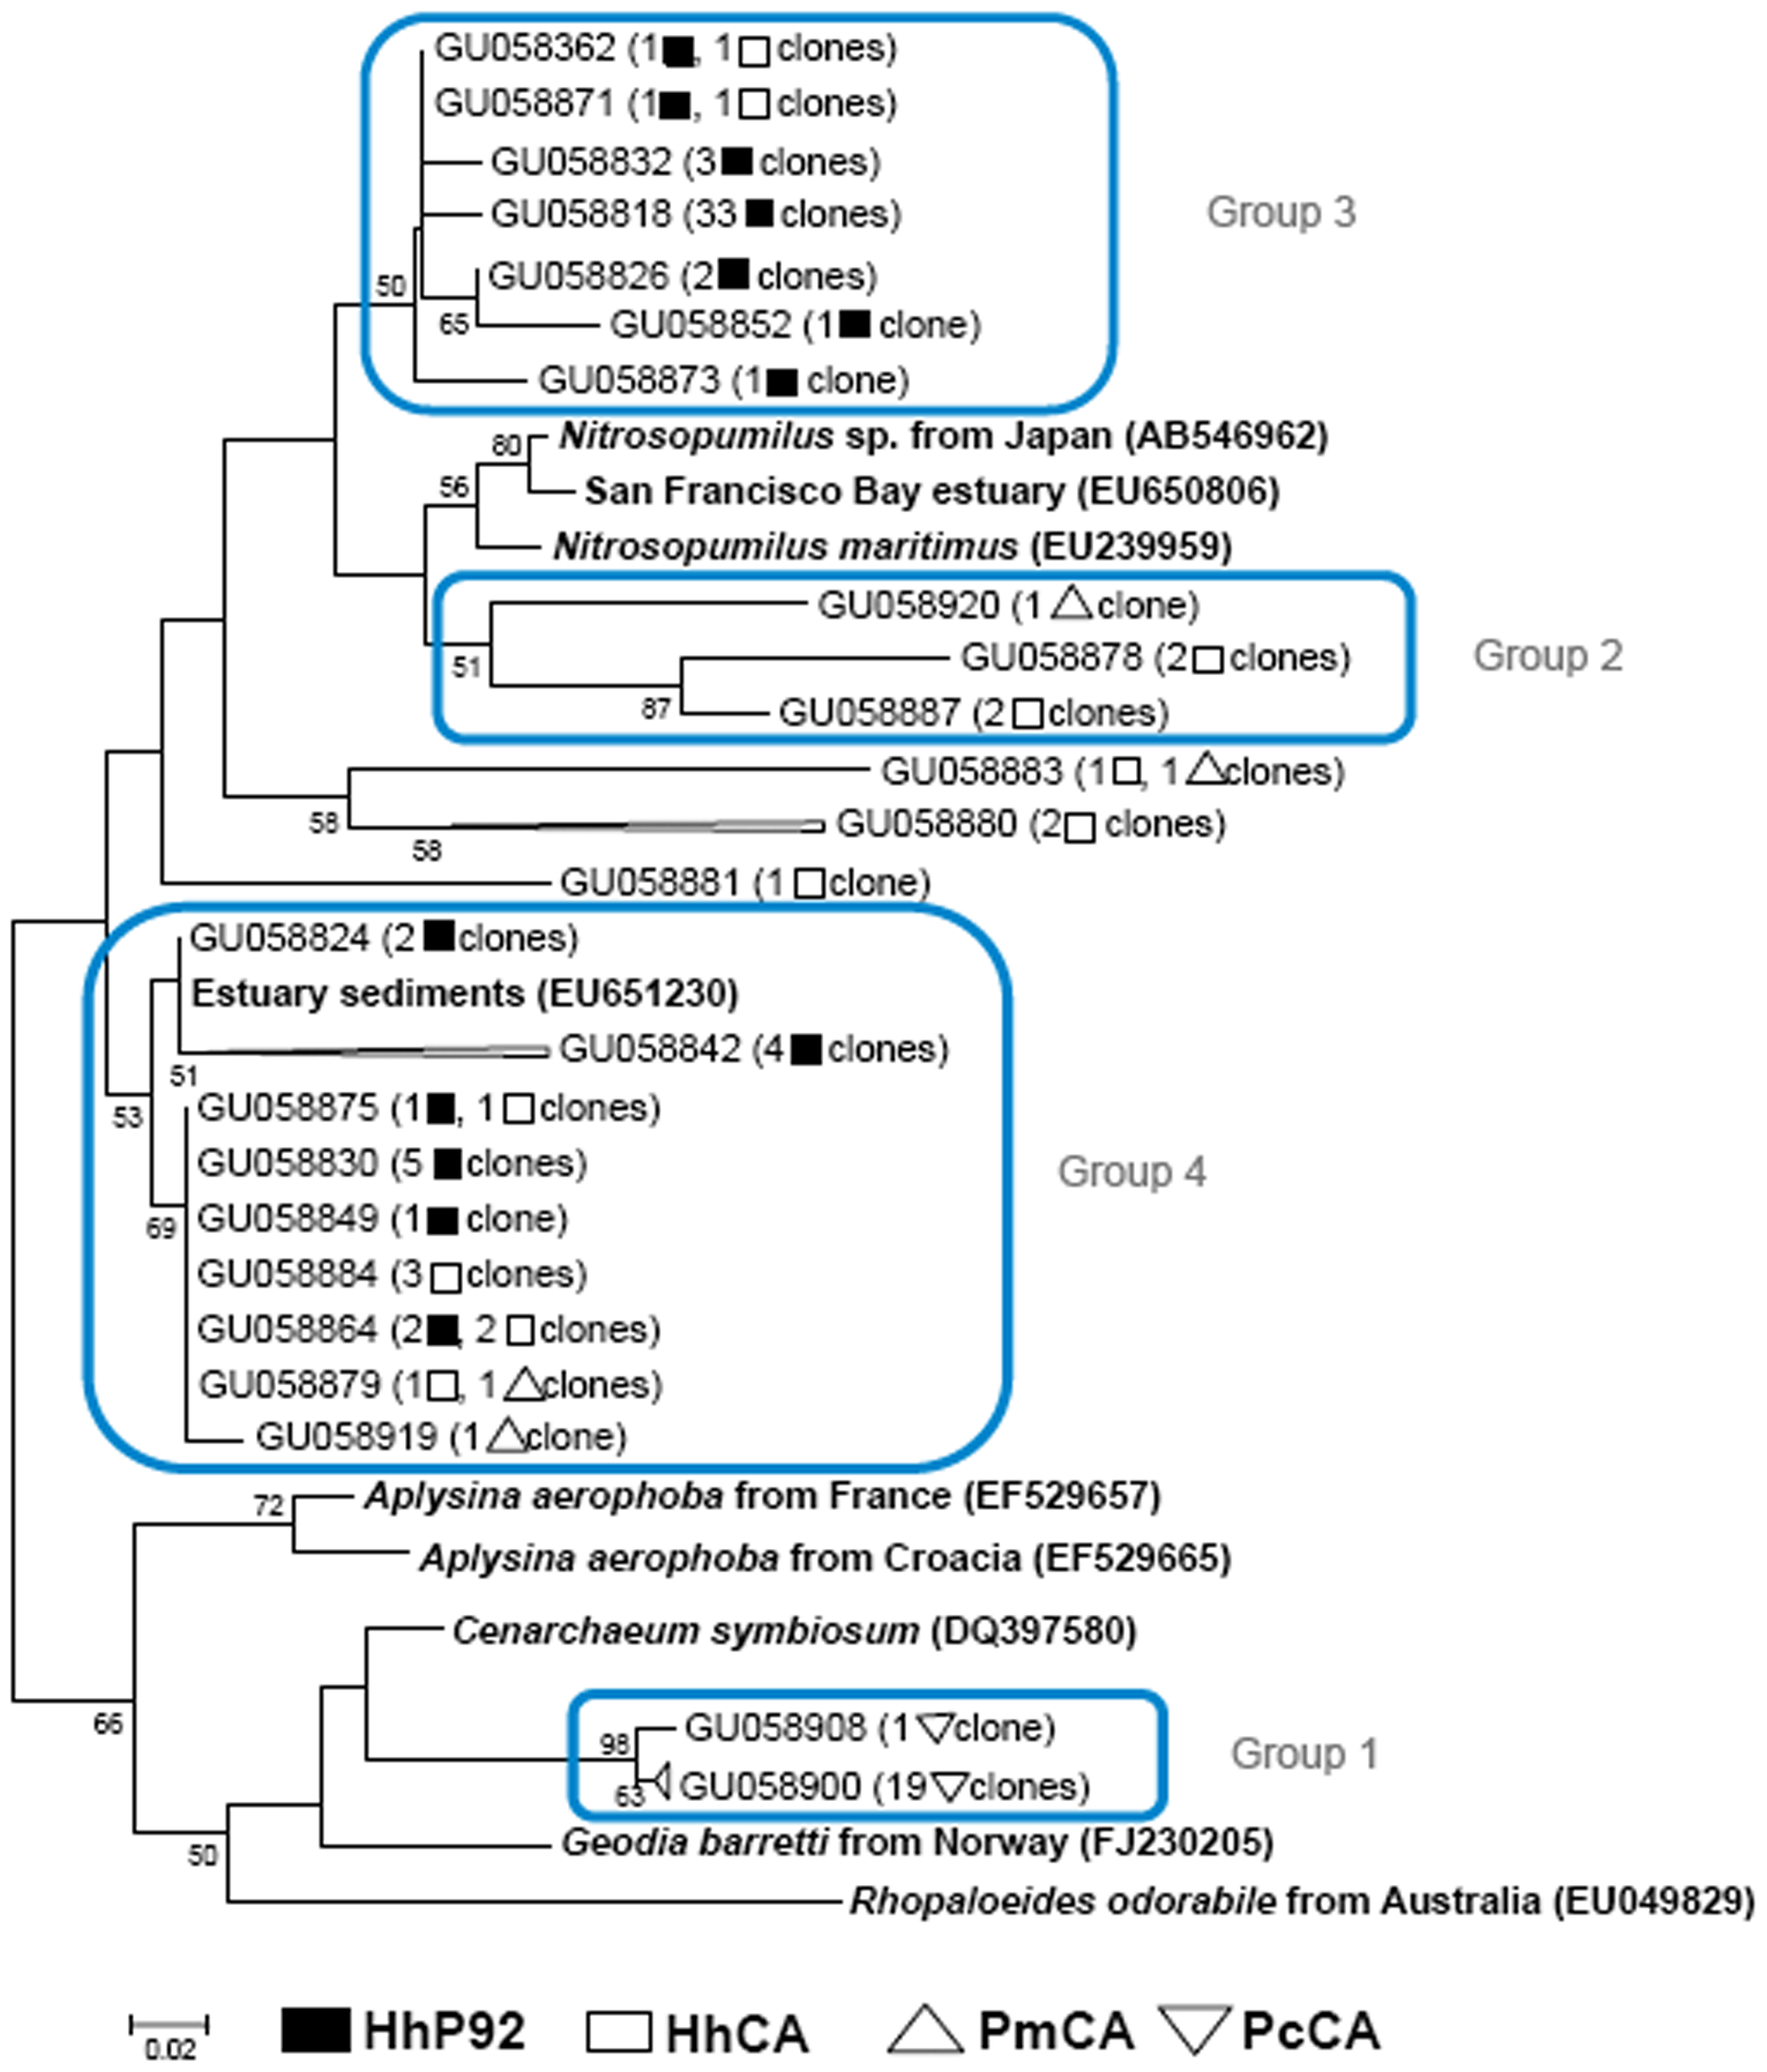 GU058362 (1■, 1□clones)
GU058871 (1■, 1□clones)
GU058832 (3■clones)
GU058818 (33■clones)
Group 3
50
GU058826 (2■clones)
65
GU058852 (1■clone)
GU058873 (1■clone)
80
Nitrosopumilus sp. from Japan (AB546962)
56
San Francisco Bay estuary (EU650806)
Nitrosopumilus maritimus (EU239959)
GU058920 (1△clone)
51
GU058878 (2□clones)
Group 2
87
GU058887 (2□clones)
GU058883 (1□, 1△clones)
58
GU058880 (2□clones)
58
GU058881 (1□clone)
GU058824 (2■clones)
Estuary sediments (EU651230)
GU058842 (4■clones)
51
53
GU058875 (1■, 1□clones)
GU058830 (5■clones)
Group 4
69
GU058849 (1■clone)
GU058884 (3□clones)
GU058864 (2■, 2□clones)
GU058879 (1□, 1△clones)
GU058919 (1△clone)
72
Aplysina aerophoba from France (EF529657)
Aplysina aerophoba from Croacia (EF529665)
Cenarchaeum symbiosum (DQ397580)
66
98
GU058908 (1▽clone)
Group 1
63
GU058900 (19▽clones)
50
Geodia barretti from Norway (FJ230205)
Rhopaloeides odorabile from Australia (EU049829)
0.02
HhP92 HhCA PmCA PcCA